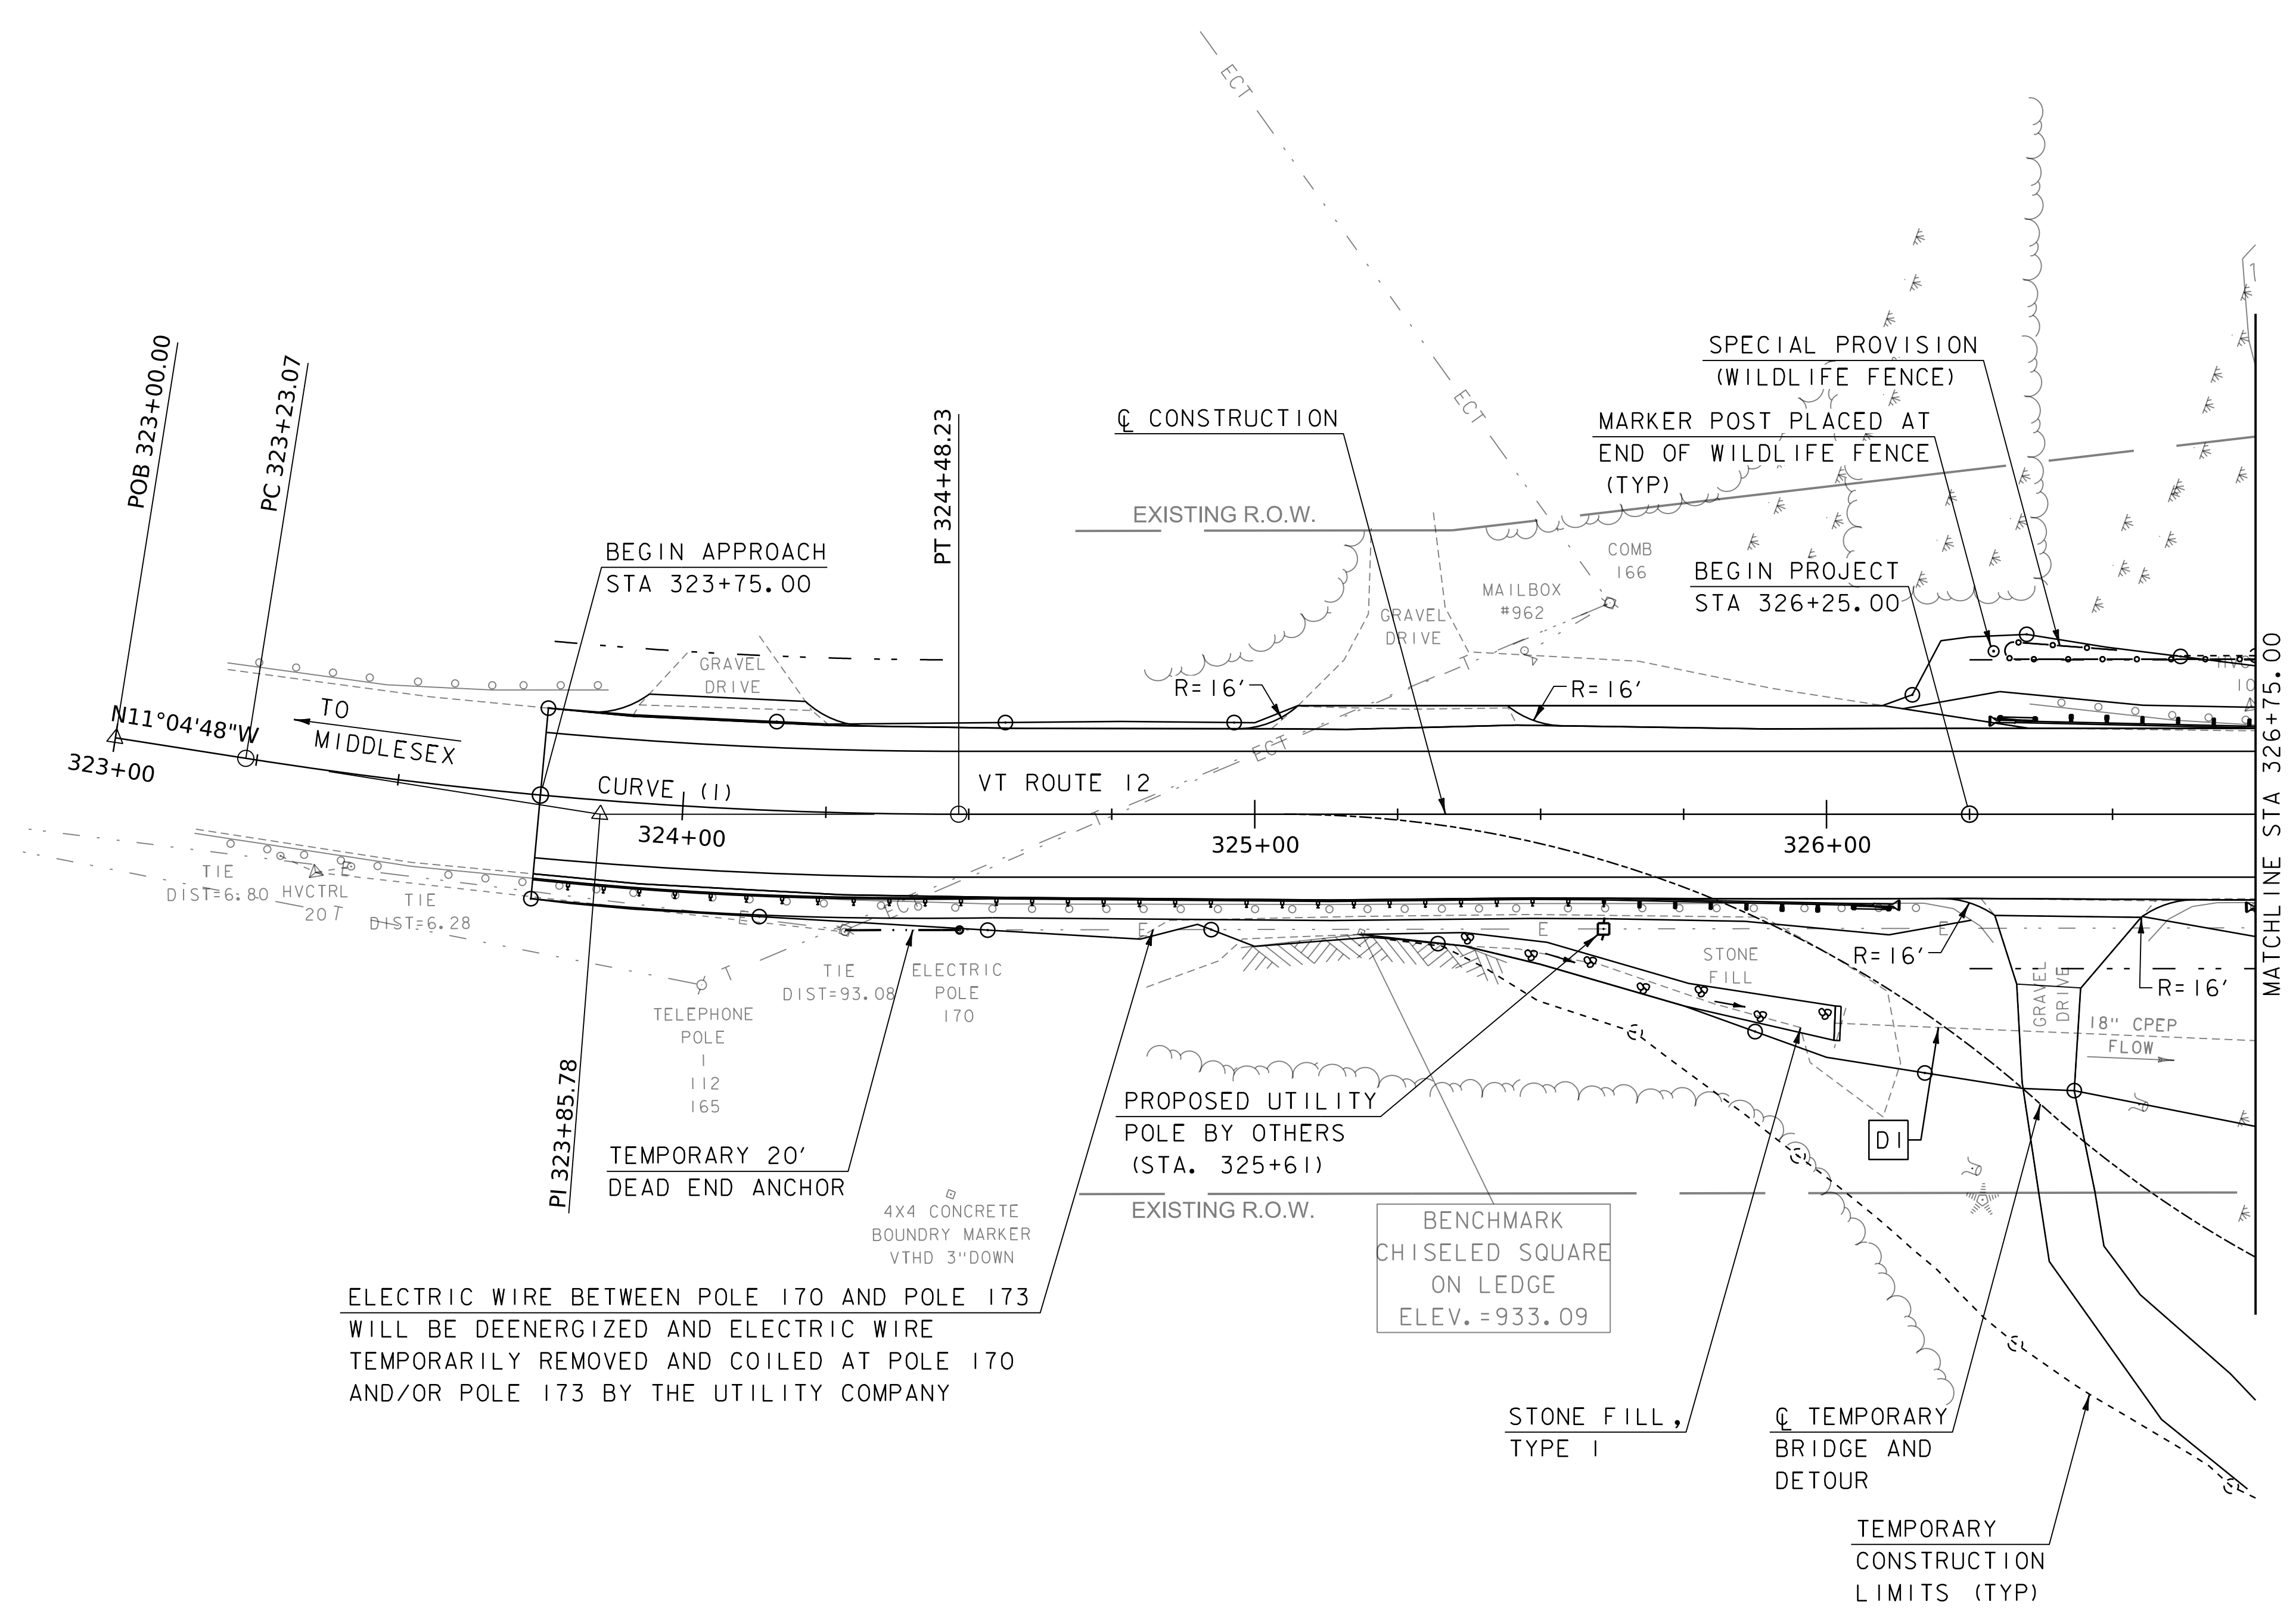 ECT
ECT
POB 323+00.00
PC 323+23.07
PT 324+48.23
SPECIAL PROVISION
(WILDLIFE FENCE)
℄ CONSTRUCTION
MARKER POST PLACED AT
END OF WILDLIFE FENCE
(TYP)
EXISTING R.O.W.
BEGIN APPROACH
STA 323+75.00
COMB
166
BEGIN PROJECT
STA 326+25.00
MAILBOX
#962
GRAVEL
DRIVE
GRAVEL
DRIVE
T
R=16'
R=16'
10
N11°04'48"W
TO
MIDDLESEX
323+00
ECT
VT ROUTE 12
CURVE (1)
T
324+00
325+00
326+00
MATCHLINE STA 326+75.00
TIE
DIST=6.80
HVCTRL
20
T
E
TIE
DIST=6.28
E
ECT
E
E
E
T
TIE
DIST=93.08
ELECTRIC
POLE
170
STONE
FILL
R=16'
R=16'
GRAVEL
DRIVE
18" CPEP
FLOW
TELEPHONE
POLE
1
112
165
PI 323+85.78
PROPOSED UTILITY
POLE BY OTHERS
(STA. 325+61)
D1
TEMPORARY 20'
DEAD END ANCHOR
4X4 CONCRETE
BOUNDRY MARKER
VTHD 3"DOWN
EXISTING R.O.W.
BENCHMARK
CHISELED SQUARE
ON LEDGE
ELEV.=933.09
ELECTRIC WIRE BETWEEN POLE 170 AND POLE 173
WILL BE DEENERGIZED AND ELECTRIC WIRE
TEMPORARILY REMOVED AND COILED AT POLE 170
AND/OR POLE 173 BY THE UTILITY COMPANY
STONE FILL,
TYPE I
℄ TEMPORARY
BRIDGE AND
DETOUR
TEMPORARY
CONSTRUCTION
LIMITS (TYP)